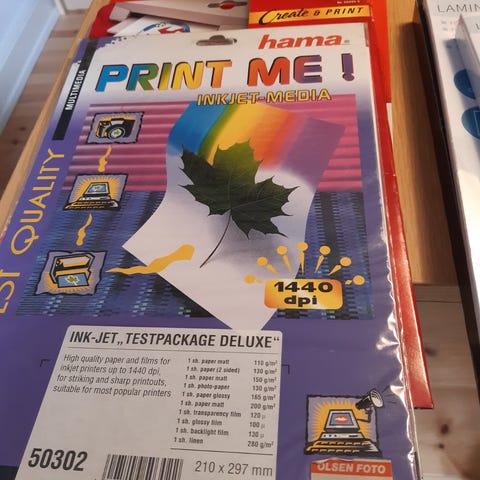 Create & PRINT
hama®
PRINT ME!
INKJET-MEDIA
MULTIMEDIA
EST QUALITY
1440
dpi
INK-JET „TESTPACKAGE DELUXE“
High quality paper and films for
inkjet printers up to 1440 dpi,
for striking and sharp printouts,
suitable for most popular printers
1 sh. paper matt 110 g/m²
1 sh. paper (2 sided) 130 g/m²
1 sh. paper matt 150 g/m²
1 sh. photo-paper 130 g/m²
1 sh. paper glossy 165 g/m²
1 sh. paper matt 200 g/m²
1 sh. transparency film 120 µ
1 sh. glossy film 100 µ
1 sh. backlight film 130 µ
1 sh. linen 280 g/m²
50302
210 x 297 mm
OLSEN FOTO
LAMIN